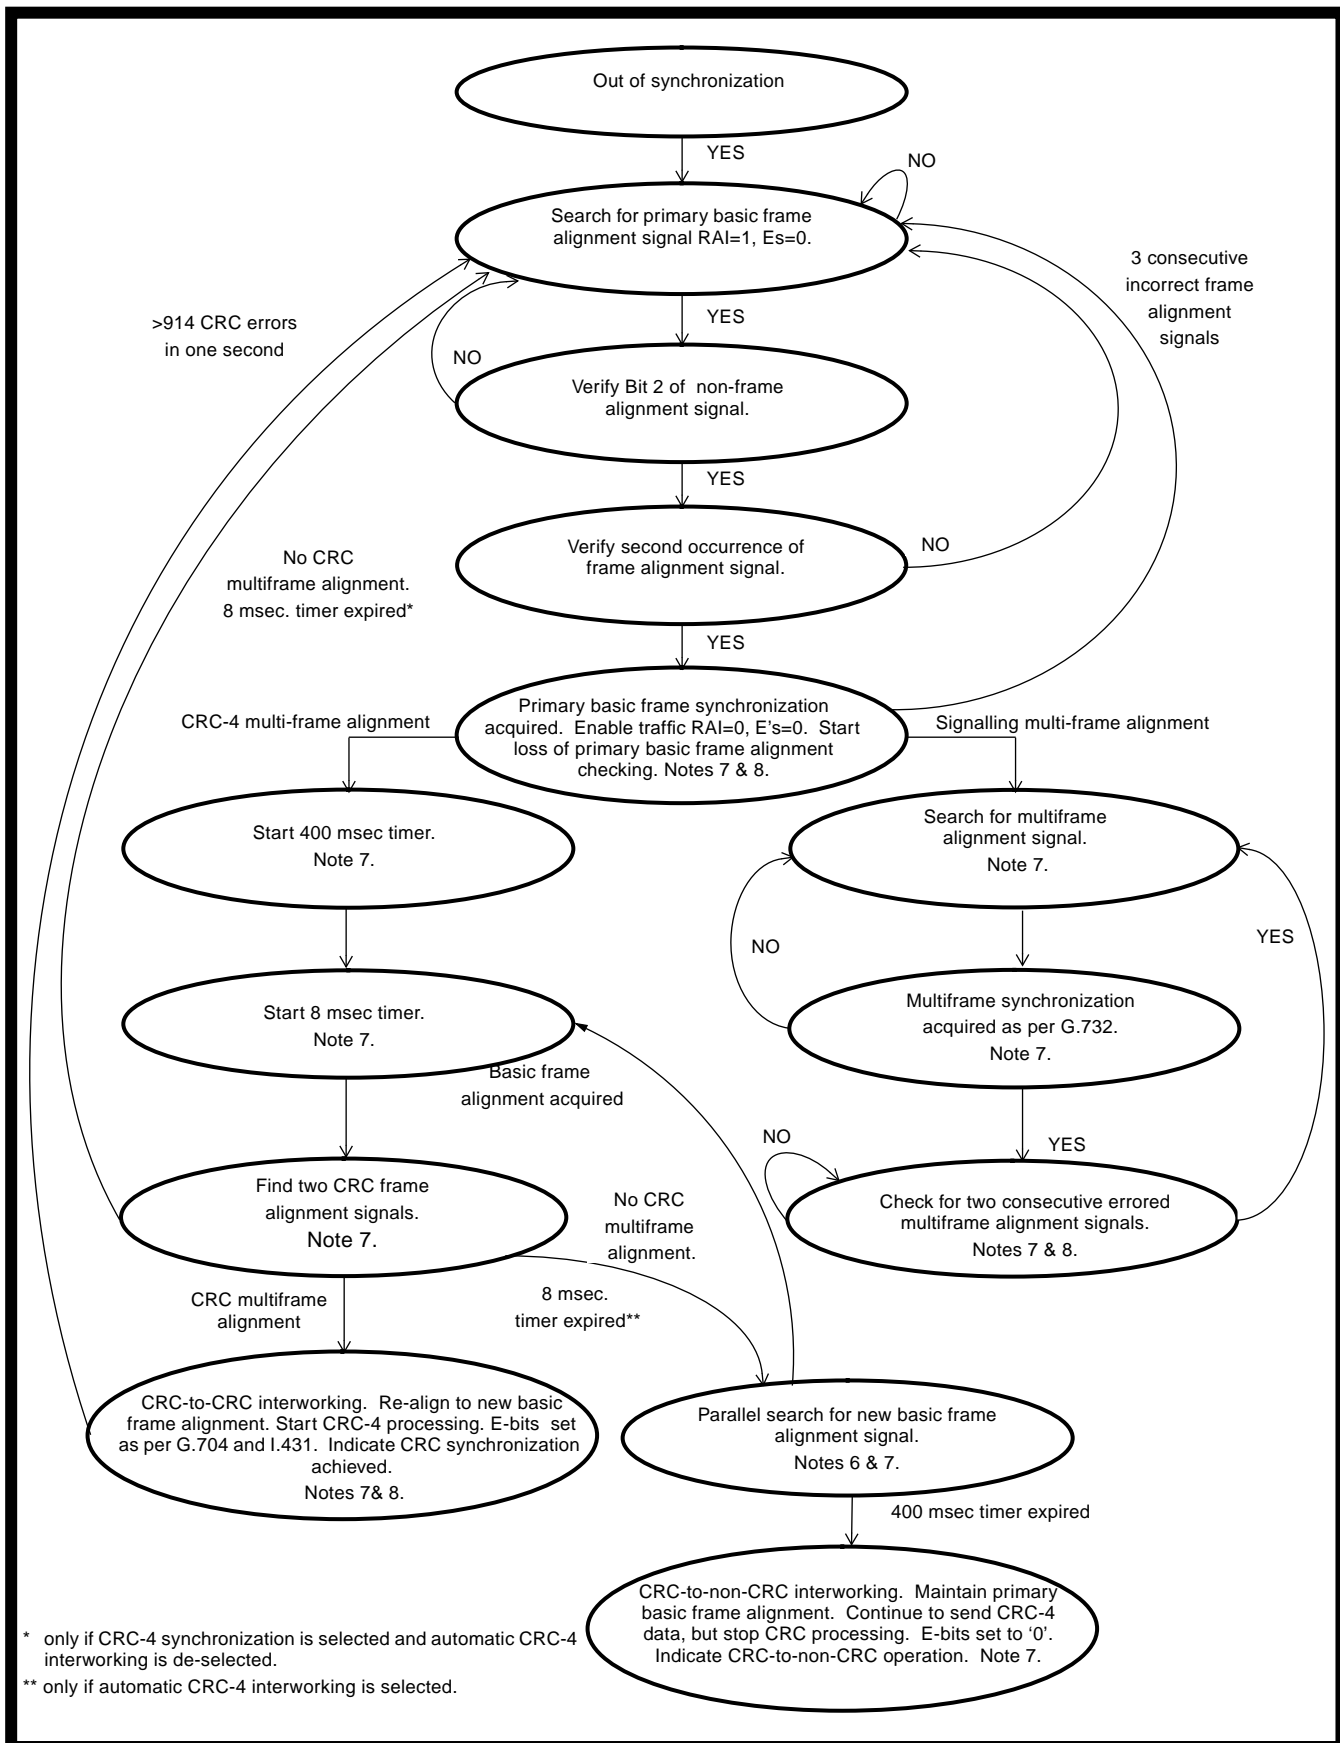 Out of synchronization
YES
NO
Search for primary basic frame
alignment signal RAI=1, Es=0.
3 consecutive
incorrect frame
alignment
signals
>914 CRC errors
in one second
YES
NO
Verify Bit 2 of non-frame
alignment signal.
YES
No CRC
multiframe alignment.
8 msec. timer expired*
Verify second occurrence of
frame alignment signal.
NO
YES
CRC-4 multi-frame alignment
Primary basic frame synchronization
acquired. Enable traffic RAI=0, E's=0. Start
loss of primary basic frame alignment
checking. Notes 7 & 8.
Signalling multi-frame alignment
Start 400 msec timer.
Note 7.
Search for multiframe
alignment signal.
Note 7.
NO
YES
Start 8 msec timer.
Note 7.
Multiframe synchronization
acquired as per G.732.
Note 7.
Basic frame
alignment acquired
NO
YES
Find two CRC frame
alignment signals.
Note 7.
No CRC
multiframe
alignment.
Check for two consecutive errored
multiframe alignment signals.
Notes 7 & 8.
CRC multiframe
alignment
8 msec.
timer expired**
CRC-to-CRC interworking. Re-align to new basic
frame alignment. Start CRC-4 processing. E-bits set
as per G.704 and I.431. Indicate CRC synchronization
achieved.
Notes 7& 8.
Parallel search for new basic frame
alignment signal.
Notes 6 & 7.
400 msec timer expired
CRC-to-non-CRC interworking. Maintain primary
basic frame alignment. Continue to send CRC-4
data, but stop CRC processing. E-bits set to ‘0’.
Indicate CRC-to-non-CRC operation. Note 7.
* only if CRC-4 synchronization is selected and automatic CRC-4
interworking is de-selected.
** only if automatic CRC-4 interworking is selected.